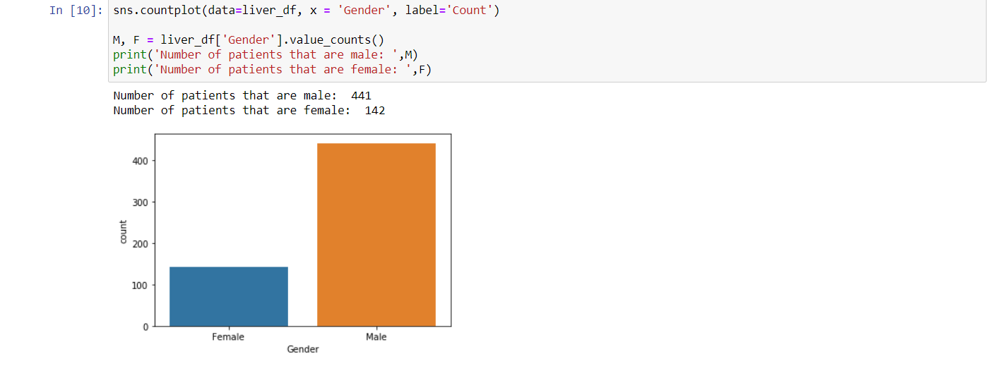 In [10]: sns.countplot(data=liver_df, x = 'Gender', label='Count')
M, F = liver_df['Gender'].value_counts()
print('Number of patients that are male: ',M)
print('Number of patients that are female: ',F)
Number of patients that are male:  441
Number of patients that are female:  142
400
300
200
100
0
count
Female Male
Gender